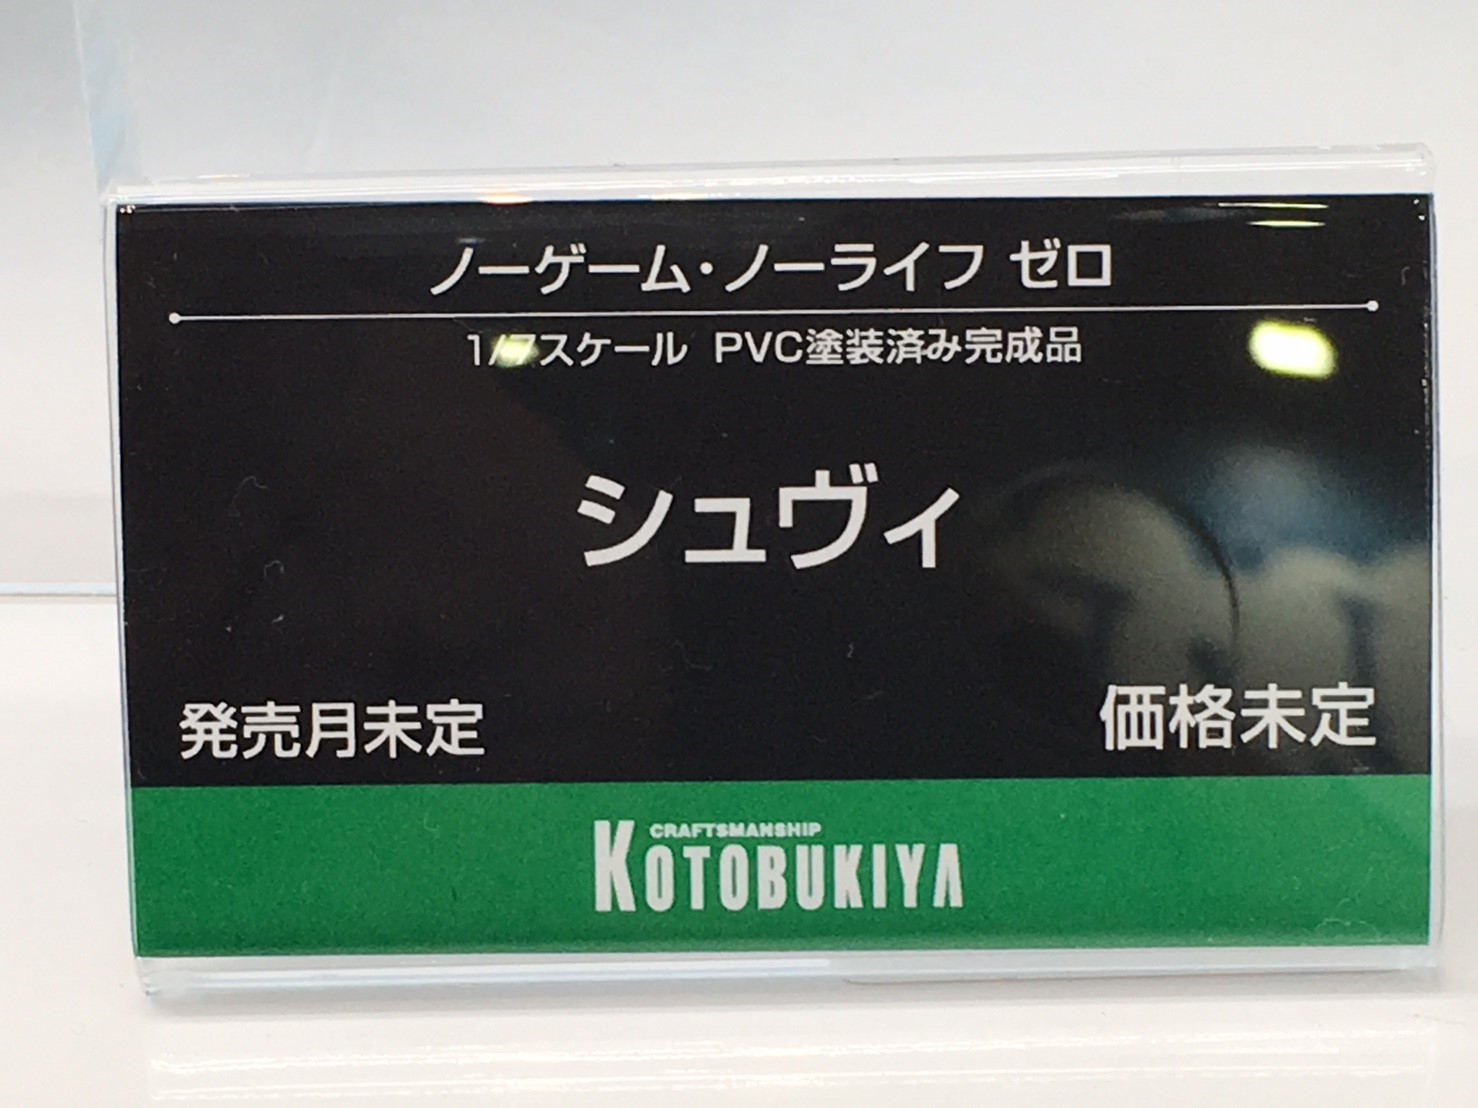 ノーゲーム・ノーライフ ゼロ
1/7スケール PVC塗装済み完成品
シュヴィ
発売月未定
価格未定
CRAFTSMANSHIP
KOTOBUKIYA